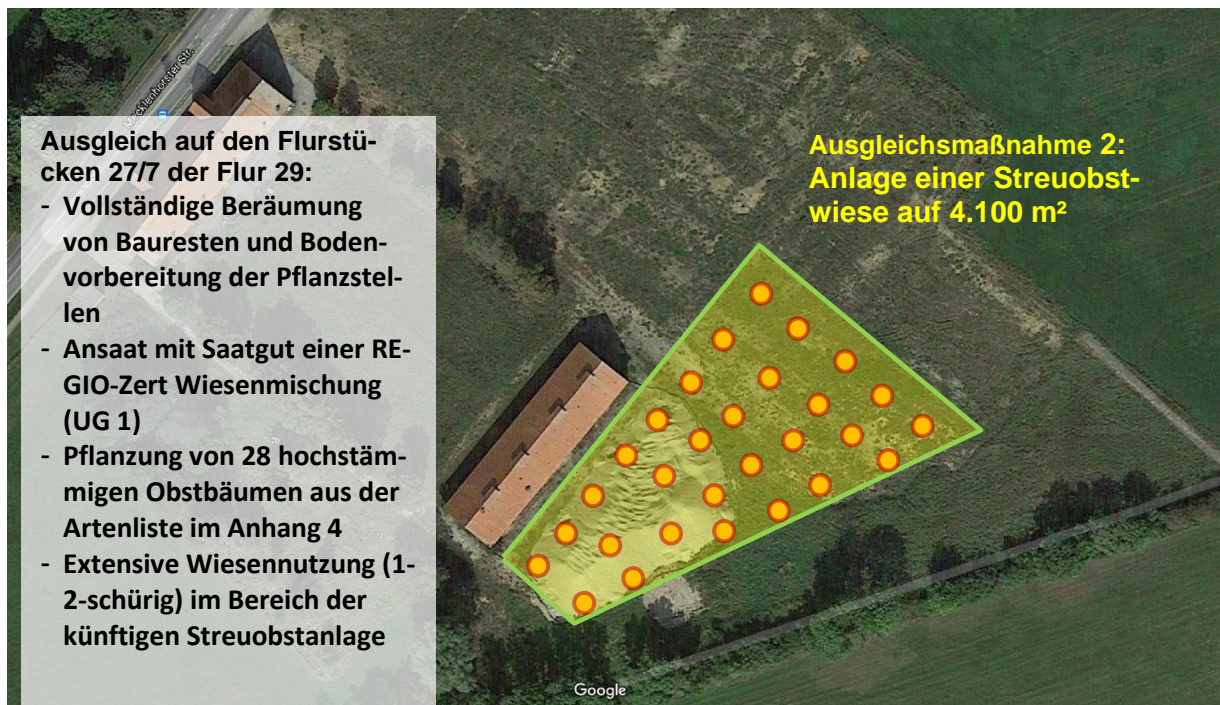 Mecklenhorster Str.
Ausgleich auf den Flurstü-
cken 27/7 der Flur 29:
- Vollständige Beräumung
von Bauresten und Boden-
vorbereitung der Pflanzstel-
len
- Ansaat mit Saatgut einer RE-
GIO-Zert Wiesenmischung
(UG 1)
- Pflanzung von 28 hochstäm-
migen Obstbäumen aus der
Artenliste im Anhang 4
- Extensive Wiesennutzung (1-
2-schürig) im Bereich der
künftigen Streuobstanlage
Ausgleichsmaßnahme 2:
Anlage einer Streuobst-
wiese auf 4.100 m²
Google